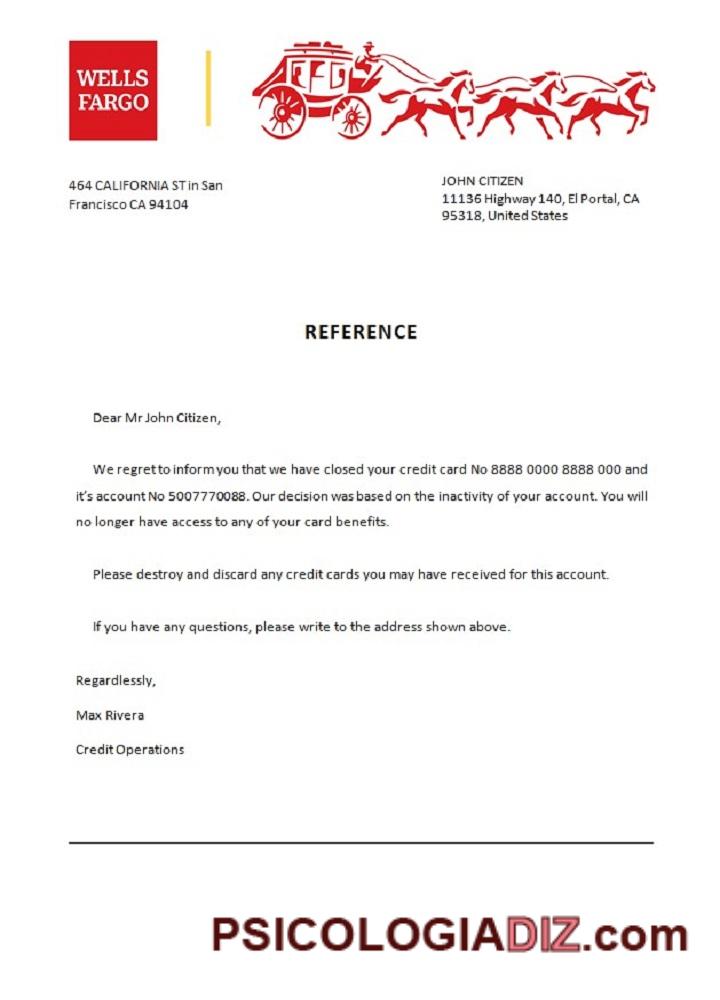 WELLS
FARGO
464 CALIFORNIA ST in San
Francisco CA 94104
JOHN CITIZEN
11136 Highway 140, El Portal, CA
95318, United States
REFERENCE
Dear Mr John Citizen,
We regret to inform you that we have closed your credit card No 8888 0000 8888 000 and
it's account No 5007770088. Our decision was based on the inactivity of your account. You will
no longer have access to any of your card benefits.
Please destroy and discard any credit cards you may have received for this account.
If you have any questions, please write to the address shown above.
Regardlessly,
Max Rivera
Credit Operations
PSICOLOGIADIZ.com